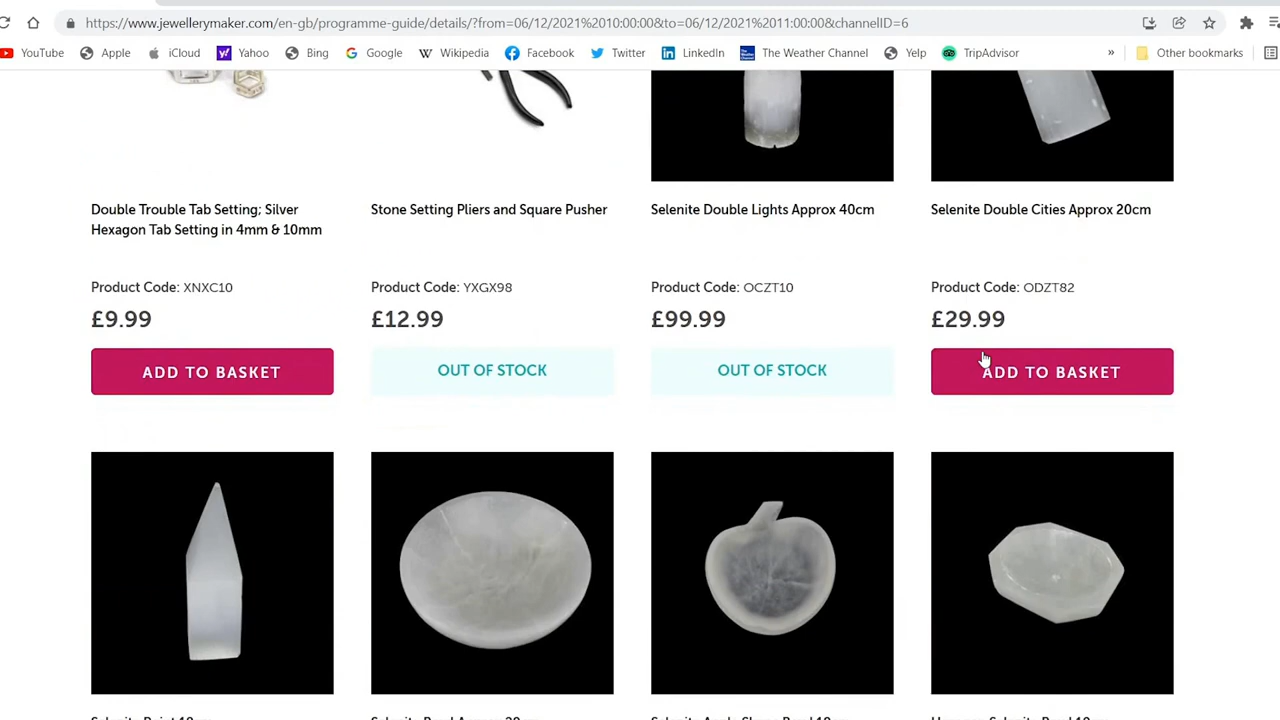 https://www.jewellerymaker.com/en-gb/programme-guide/details/?from=06/12/2021%2010:00:00&to=06/12/2021%2011:00:00&channelID=6
YouTube Apple iCloud Yahoo Bing Google Wikipedia Facebook Twitter LinkedIn The Weather Channel Yelp TripAdvisor » Other bookmarks
Double Trouble Tab Setting; Silver
Hexagon Tab Setting in 4mm & 10mm
Product Code: XNXC10
£9.99
ADD TO BASKET
Stone Setting Pliers and Square Pusher
Product Code: YXGX98
£12.99
OUT OF STOCK
Selenite Double Lights Approx 40cm
Product Code: OCZT10
£99.99
OUT OF STOCK
Selenite Double Cities Approx 20cm
Product Code: ODZT82
£29.99
ADD TO BASKET